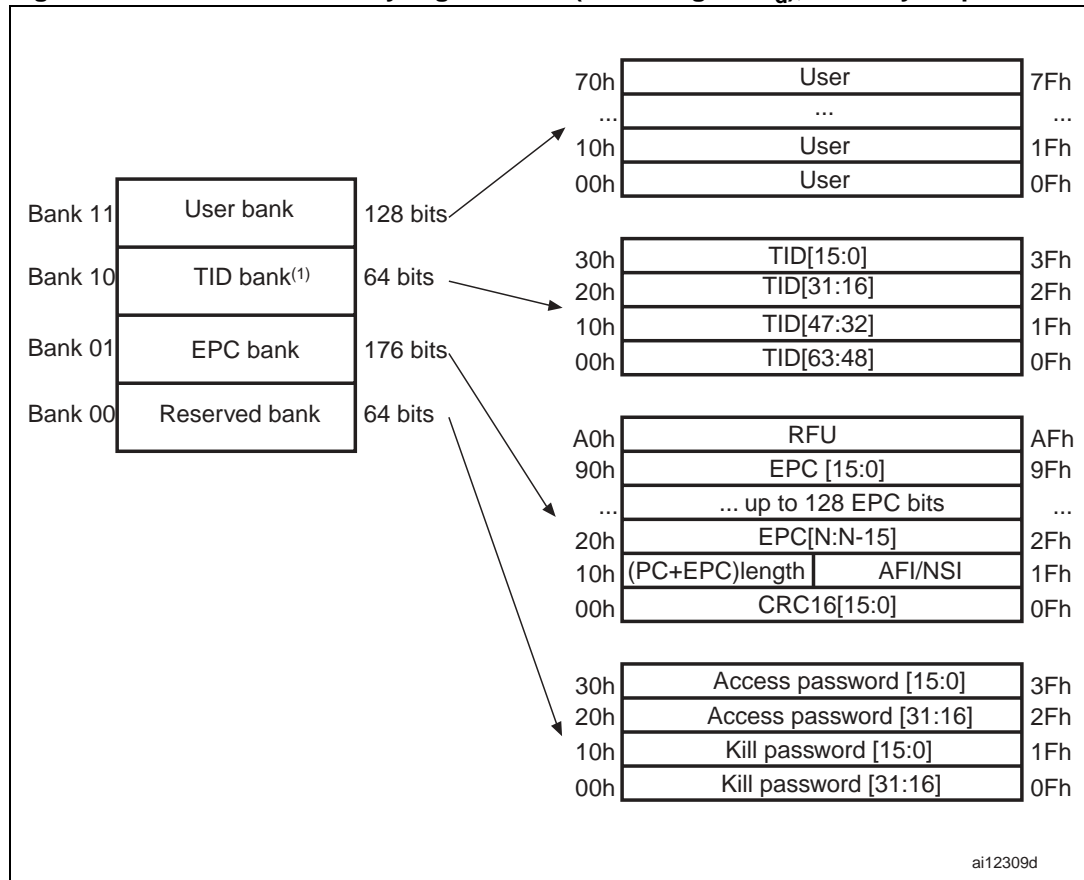 70h User 7Fh
... ... ...
10h User 1Fh
00h User 0Fh
Bank 11 User bank 128 bits
Bank 10 TID bank(1) 64 bits
Bank 01 EPC bank 176 bits
Bank 00 Reserved bank 64 bits
30h TID[15:0] 3Fh
20h TID[31:16] 2Fh
10h TID[47:32] 1Fh
00h TID[63:48] 0Fh
A0h RFU AFh
90h EPC [15:0] 9Fh
... ... up to 128 EPC bits ...
20h EPC[N:N-15] 2Fh
10h (PC+EPC)length AFI/NSI 1Fh
00h CRC16[15:0] 0Fh
30h Access password [15:0] 3Fh
20h Access password [31:16] 2Fh
10h Kill password [15:0] 1Fh
00h Kill password [31:16] 0Fh
ai12309d